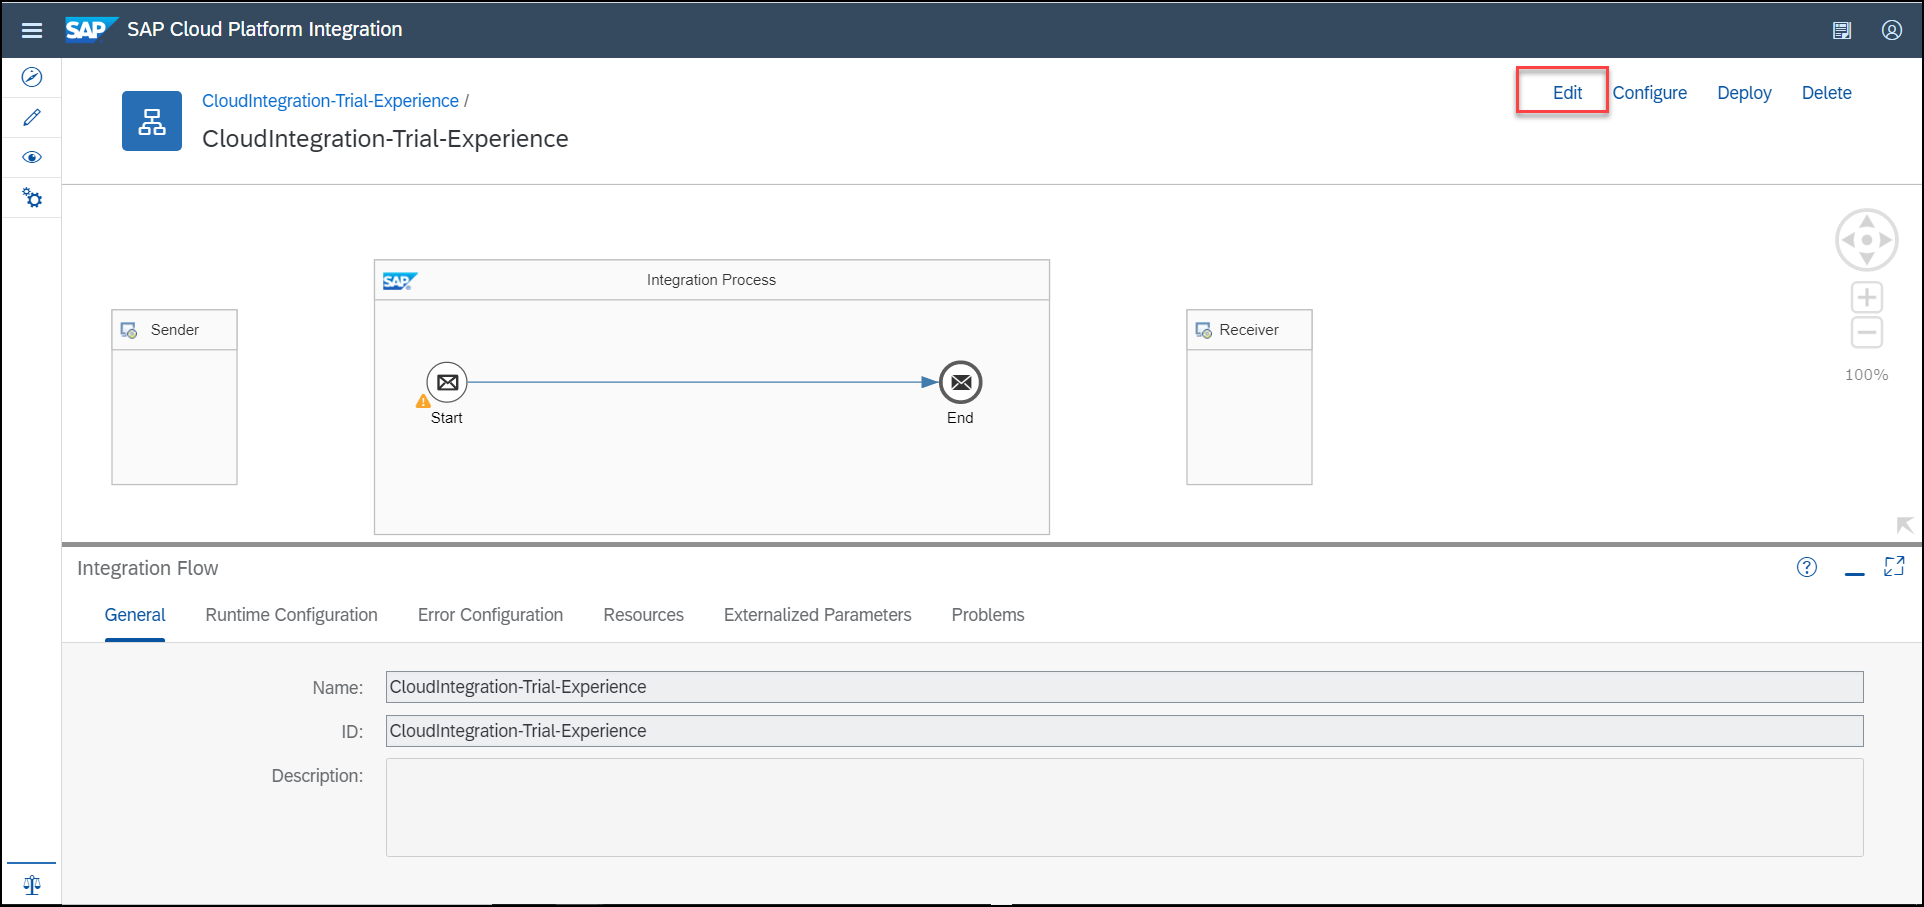 SAP SAP Cloud Platform Integration
CloudIntegration-Trial-Experience /
CloudIntegration-Trial-Experience
Edit Configure Deploy Delete
SAP Integration Process
Sender
Receiver
Start
End
100%
Integration Flow
General Runtime Configuration Error Configuration Resources Externalized Parameters Problems
Name: CloudIntegration-Trial-Experience
ID: CloudIntegration-Trial-Experience
Description: